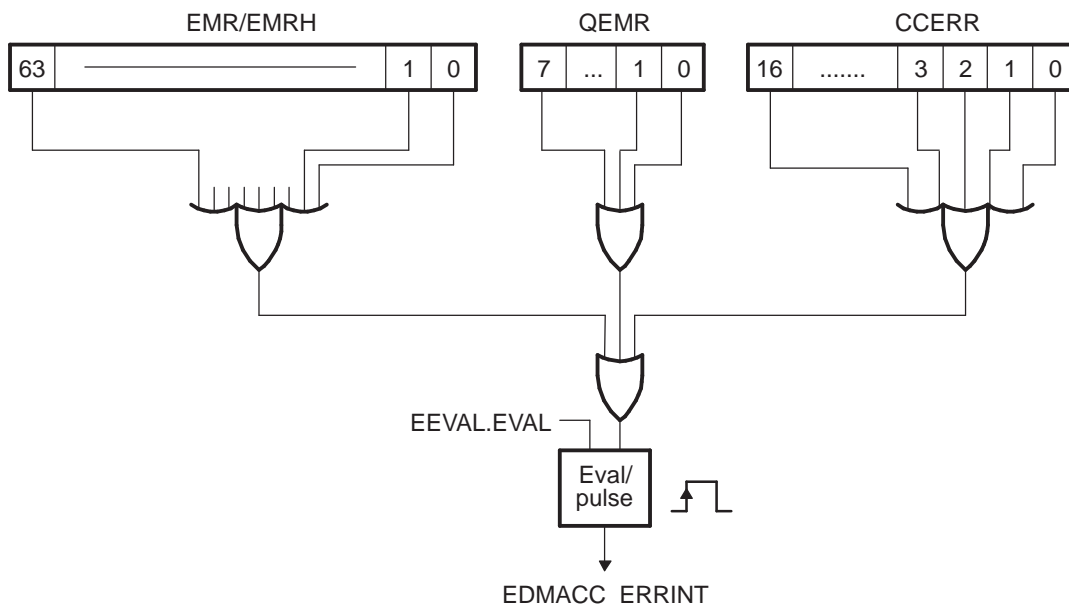 EMR/EMRH QEMR CCERR
63 1 0 7 ... 1 0 16 ....... 3 2 1 0
EEVAL.EVAL
Eval/
pulse
EDMACC ERRINT